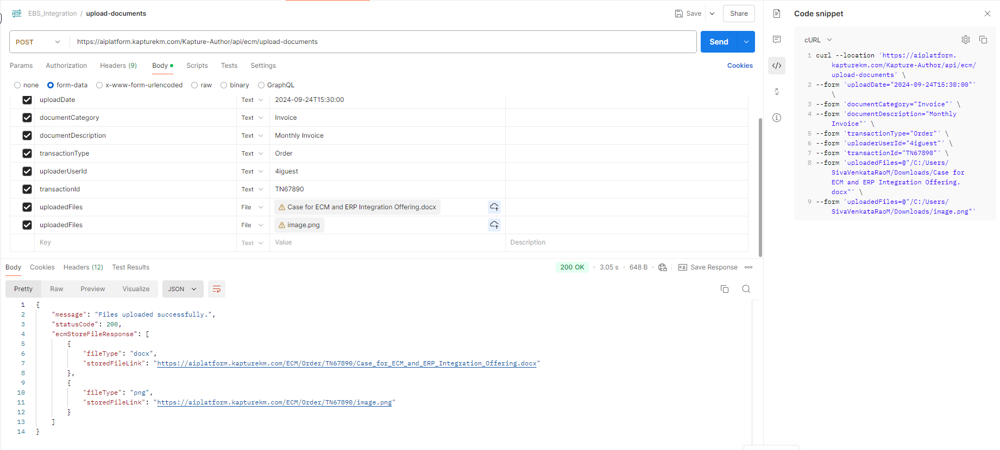 HTTP EBS_Integration / upload-documents
Save
Share
POST
https://aiplatform.kapturekm.com/Kapture-Author/api/ecm/upload-documents
Send
Params Authorization Headers (9) Body Scripts Tests Settings
Cookies
none form-data x-www-form-urlencoded raw binary GraphQL
uploadDate Text 2024-09-24T15:30:00
documentCategory Text Invoice
documentDescription Text Monthly Invoice
transactionType Text Order
uploaderUserId Text 4iguest
transactionId Text TN67890
uploadedFiles File Case for ECM and ERP Integration Offering.docx
uploadedFiles File image.png
Key Text Value Description
Body Cookies Headers (12) Test Results
200 OK • 3.05 s • 648 B
e.g. Save Response
Pretty Raw Preview Visualize JSON
1 {
2 "message": "Files uploaded successfully.",
3 "statusCode": 200,
4 "ecmStoreFileResponse": [
5 {
6 "fileType": "docx",
7 "storedFileLink": "https://aiplatform.kapturekm.com/ECM/Order/TN67890/Case_for_ECM_and_ERP_Integration_Offering.docx"
8 },
9 {
10 "fileType": "png",
11 "storedFileLink": "https://aiplatform.kapturekm.com/ECM/Order/TN67890/image.png"
12 }
13 ]
14 }
Code snippet
cURL
1 curl --location 'https://aiplatform.
kapturekm.com/Kapture-Author/api/ecm/
upload-documents' \
2 --form 'uploadDate="2024-09-24T15:30:00"'
\
3 --form 'documentCategory="Invoice"' \
4 --form 'documentDescription="Monthly
Invoice"' \
5 --form 'transactionType="Order"' \
6 --form 'uploaderUserId="4iguest"' \
7 --form 'transactionId="TN67890"' \
8 --form 'uploadedFiles=@"/C:/Users/
SivaVenkataRaoM/Downloads/Case for
ECM and ERP Integration Offering.
docx"' \
9 --form 'uploadedFiles=@"/C:/Users/
SivaVenkataRaoM/Downloads/image.png"'